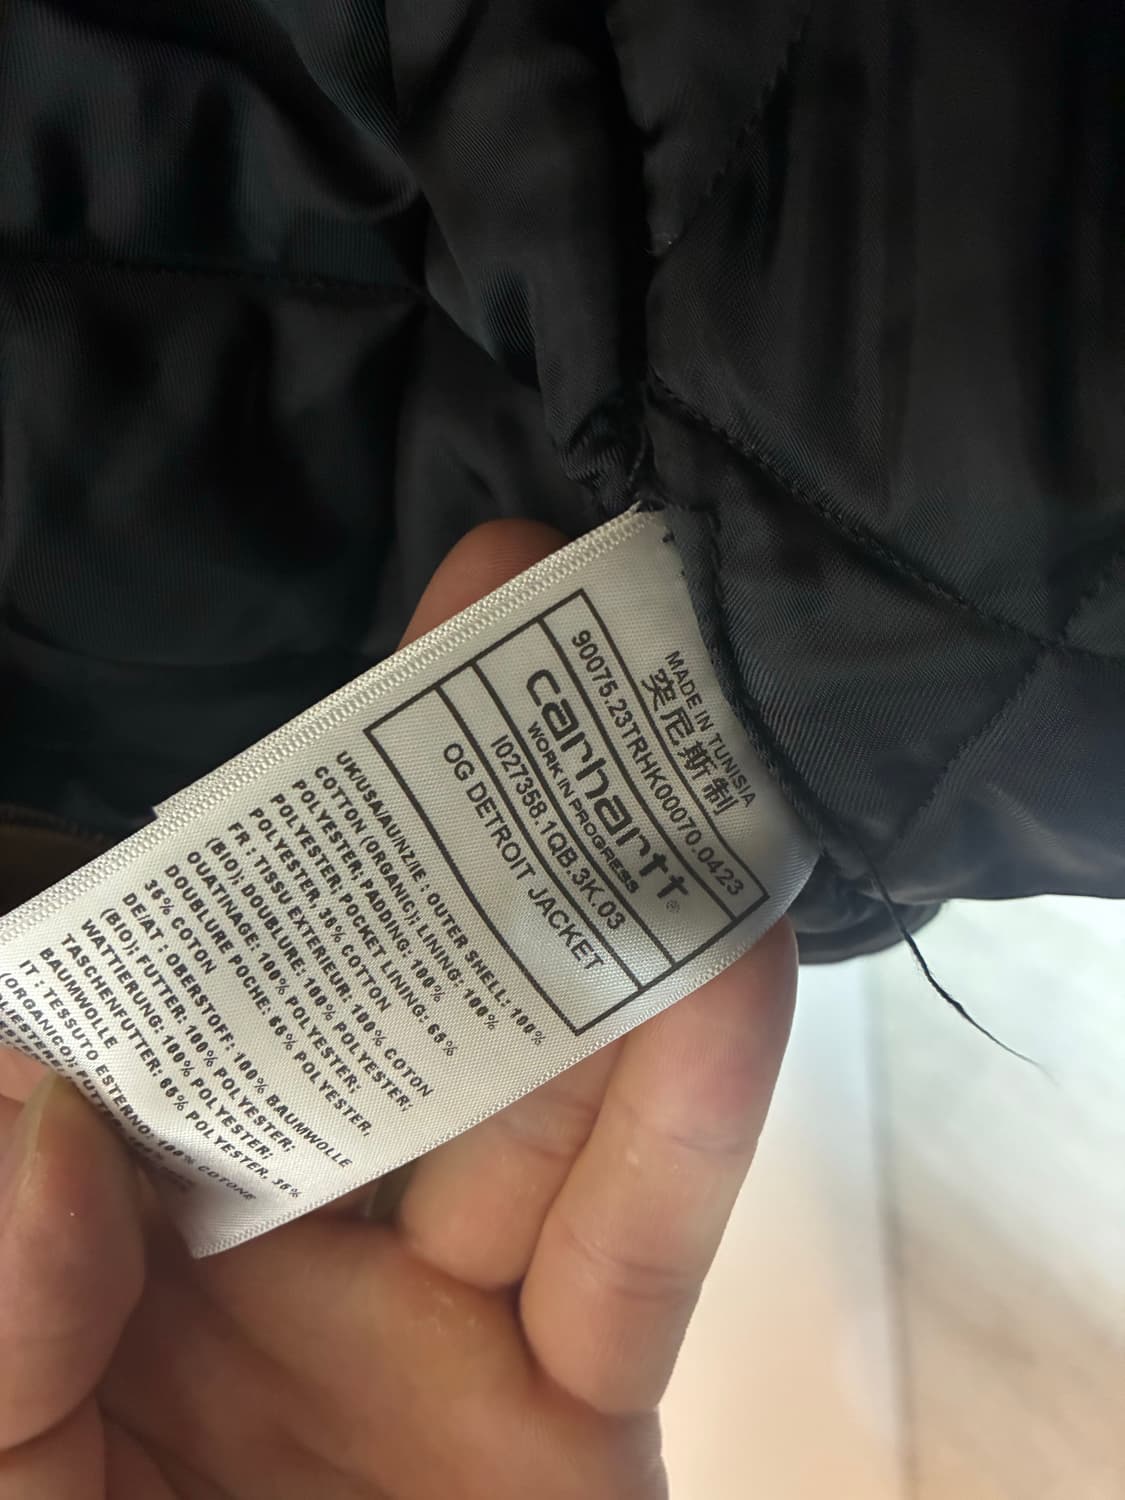 MADE IN TUNISIA
突尼斯制
90075.23TRHK00070.0423
carhartt®
WORK IN PROGRESS
I027358.1QB.3K.03
OG DETROIT JACKET
UK/USA/AU/NZ/IE : OUTER SHELL: 100%
COTTON (ORGANIC); LINING: 100%
POLYESTER; PADDING: 100%
POLYESTER; POCKET LINING: 65%
POLYESTER, 35% COTTON
FR : TISSU EXTERIEUR: 100% COTON
(BIO); DOUBLURE: 100% POLYESTER;
OUATINAGE: 100% POLYESTER;
DOUBLURE POCHE: 65% POLYESTER,
35% COTON
DE/AT : OBERSTOFF: 100% BAUMWOLLE
(BIO); FUTTER: 100% POLYESTER;
WATTIERUNG: 100% POLYESTER;
TASCHENFUTTER: 65% POLYESTER, 35%
BAUMWOLLE
IT : TESSUTO ESTERNO: 100% COTONE
(ORGANICO);